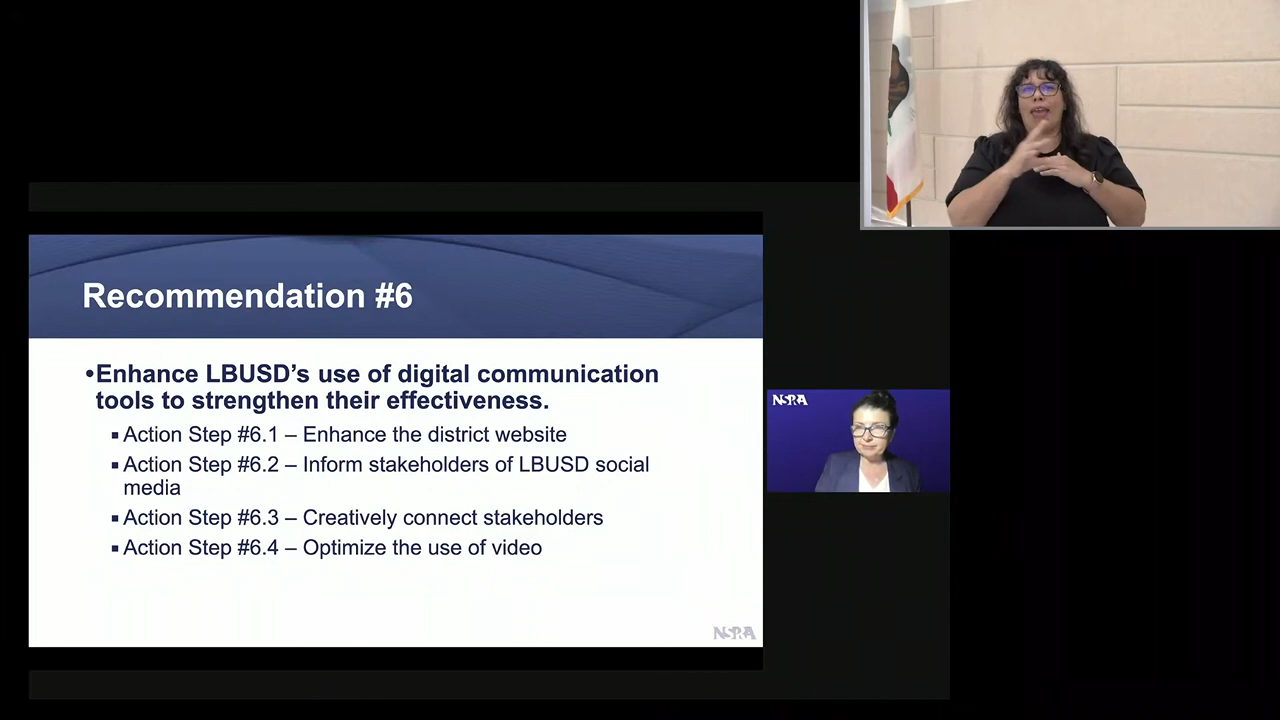 Recommendation #6
•Enhance LBUSD’s use of digital communication
tools to strengthen their effectiveness.
▪Action Step #6.1 – Enhance the district website
▪Action Step #6.2 – Inform stakeholders of LBUSD social
media
▪Action Step #6.3 – Creatively connect stakeholders
▪Action Step #6.4 – Optimize the use of video
NSPRA
NSPRA